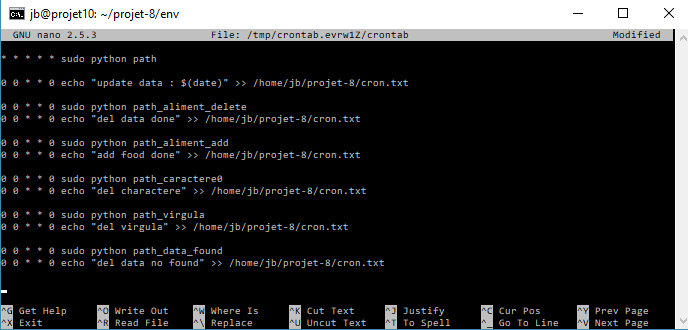 jb@projet10: ~/projet-8/env
GNU nano 2.5.3 File: /tmp/crontab.evrw1Z/crontab Modified
* * * * * sudo python path
0 0 * * 0 echo "update data : $(date)" >> /home/jb/projet-8/cron.txt
0 0 * * 0 sudo python path_aliment_delete
0 0 * * 0 echo "del data done" >> /home/jb/projet-8/cron.txt
0 0 * * 0 sudo python path_aliment_add
0 0 * * 0 echo "add food done" >> /home/jb/projet-8/cron.txt
0 0 * * 0 sudo python path_caractere0
0 0 * * 0 echo "del charactere" >> /home/jb/projet-8/cron.txt
0 0 * * 0 sudo python path_virgula
0 0 * * 0 echo "del virgula" >> /home/jb/projet-8/cron.txt
0 0 * * 0 sudo python path_data_found
0 0 * * 0 echo "del data no found" >> /home/jb/projet-8/cron.txt
^G Get Help ^O Write Out ^W Where Is ^K Cut Text ^J Justify ^C Cur Pos ^Y Prev Page
^X Exit ^R Read File ^\ Replace ^U Uncut Text ^T To Spell ^_ Go To Line ^V Next Page